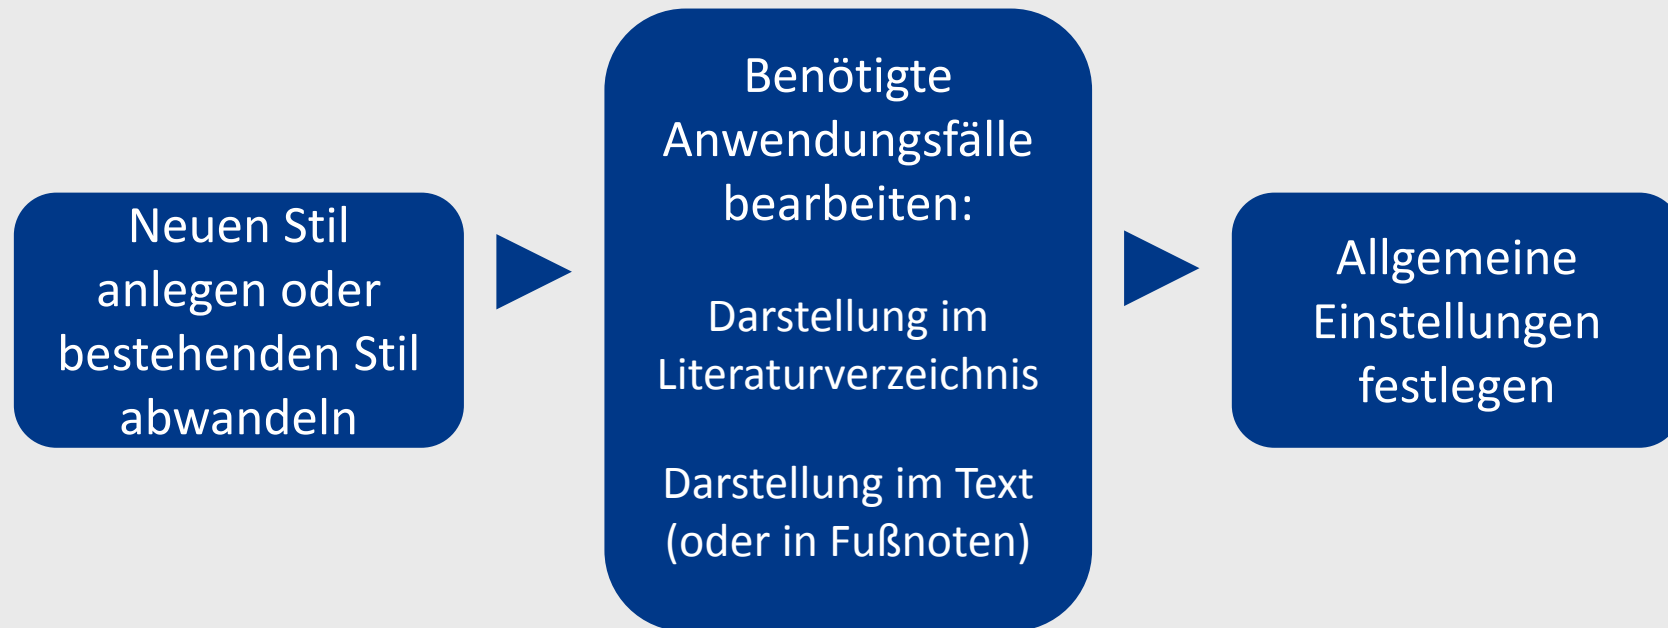 Neuen Stil
anlegen oder
bestehenden Stil
abwandeln
Benötigte
Anwendungsfälle
bearbeiten:
Darstellung im
Literaturverzeichnis
Darstellung im Text
(oder in Fußnoten)
Allgemeine
Einstellungen
festlegen